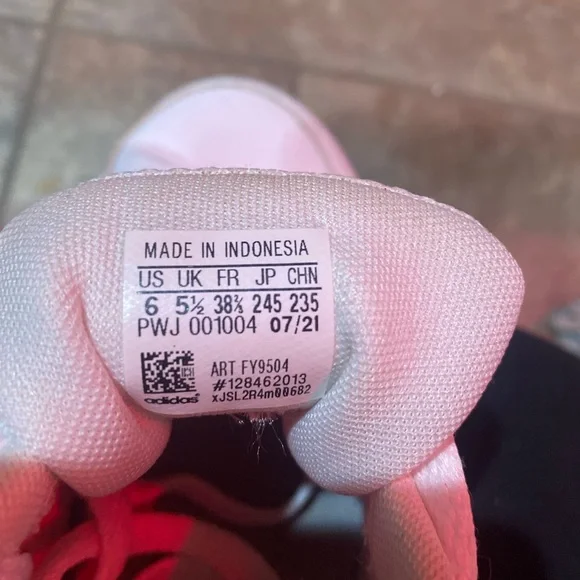 MADE IN INDONESIA
US UK FR JP CHN
6 5½ 38⅔ 245 235
PWJ 001004 07/21
ART FY9504
#128462013
adidas® xJSL2R4m00682